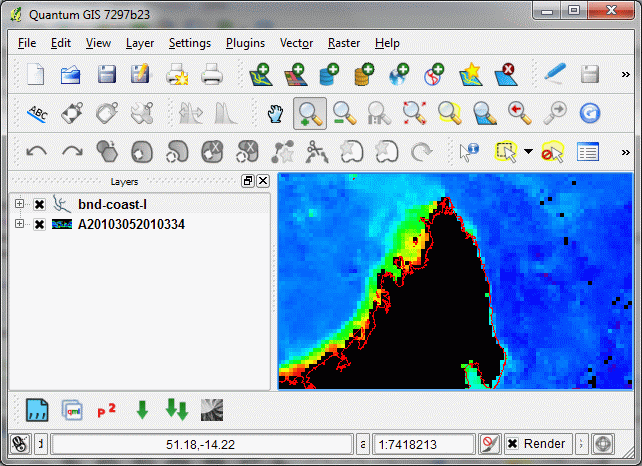 Quantum GIS 7297b23
File Edit View Layer Settings Plugins Vector Raster Help
ABC
Layers
bnd-coast-l
A20103052010334
qml P2
51.18,-14.22 1:7418213 Render